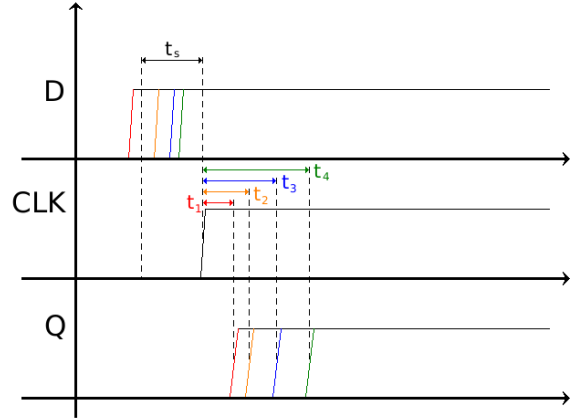 tₛ
D
t₄
t₃
CLK
t₂
t₁
Q